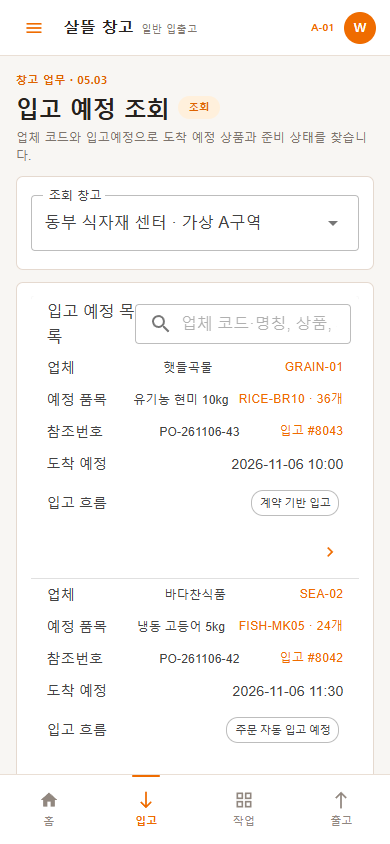 살뜰 창고 일반 입출고 A-01 W
창고 업무 · 05.03
입고 예정 조회 조회
업체 코드와 입고예정으로 도착 예정 상품과 준비 상태를 찾습니
다.
조회 창고
동부 식자재 센터 · 가상 A구역
입고 예정 목
록
업체 코드·명칭, 상품,
업체 햇들곡물 GRAIN-01
예정 품목 유기농 현미 10kg RICE-BR10 · 36개
참조번호 PO-261106-43 입고 #8043
도착 예정 2026-11-06 10:00
입고 흐름 계약 기반 입고
업체 바다찬식품 SEA-02
예정 품목 냉동 고등어 5kg FISH-MK05 · 24개
참조번호 PO-261106-42 입고 #8042
도착 예정 2026-11-06 11:30
입고 흐름 주문 자동 입고 예정
홈 입고 작업 출고